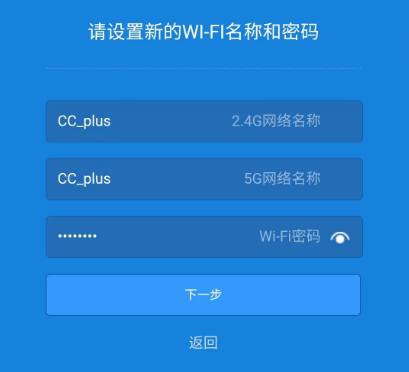 请设置新的WI-FI名称和密码
CC_plus 2.4G网络名称
CC_plus 5G网络名称
•••••••• Wi-Fi密码
下一步
返回